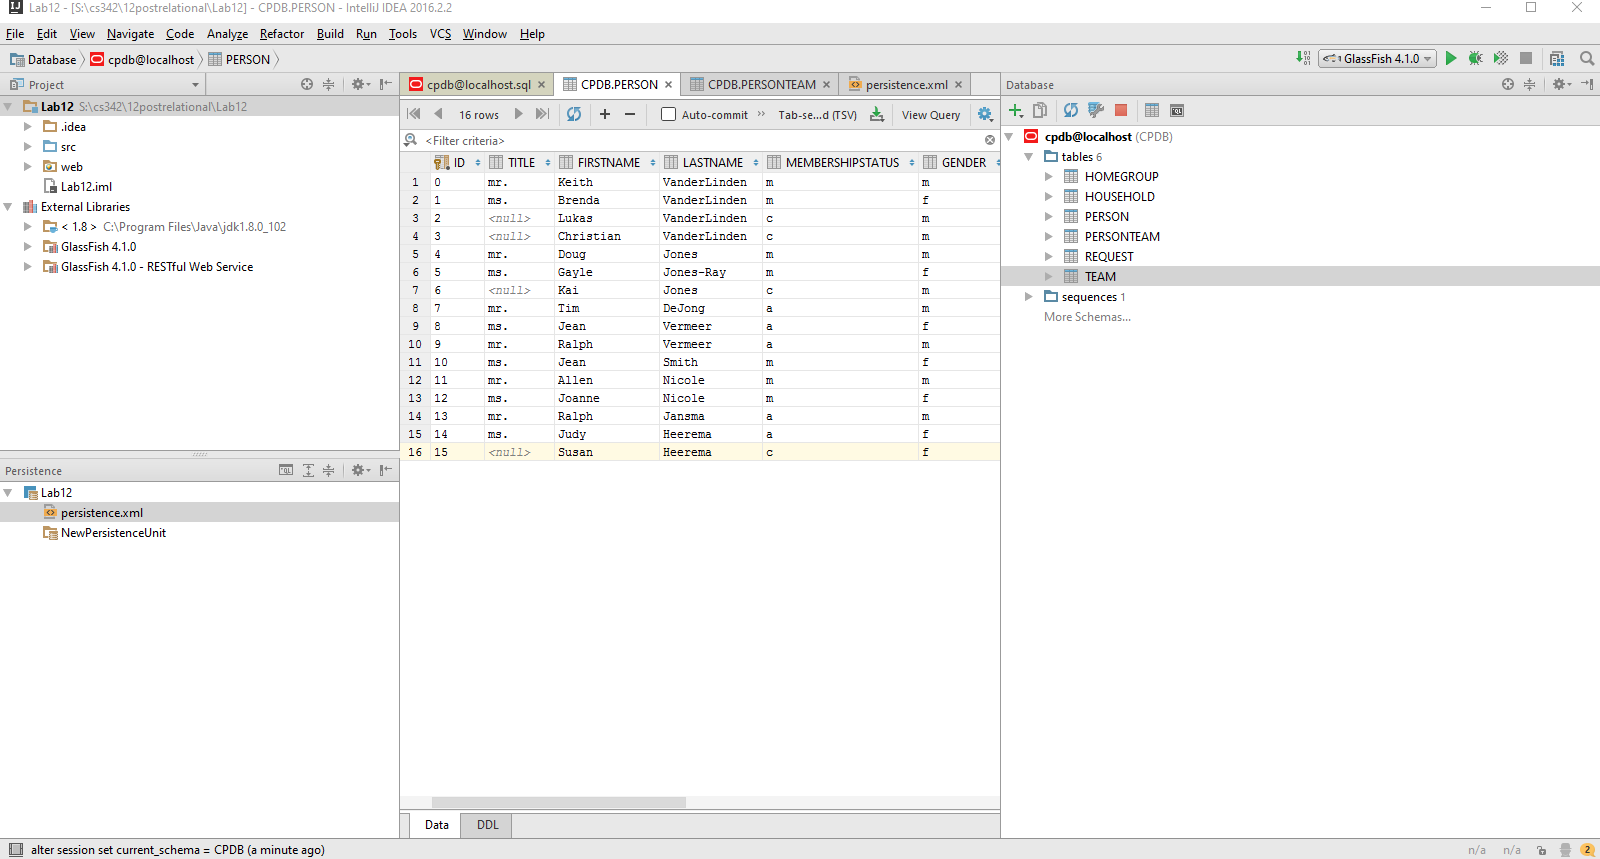 Lab12 - [S:\cs342\12postrelational\Lab12] - CPDB.PERSON - IntelliJ IDEA 2016.2.2
File Edit View Navigate Code Analyze Refactor Build Run Tools VCS Window Help
Database cpdb@localhost PERSON GlassFish 4.1.0
Project
Lab12 S:\cs342\12postrelational\Lab12
.idea
src
web
Lab12.iml
External Libraries
< 1.8 > C:\Program Files\Java\jdk1.8.0_102
GlassFish 4.1.0
GlassFish 4.1.0 - RESTful Web Service
Persistence
Lab12
persistence.xml
NewPersistenceUnit
cpdb@localhost.sql CPDB.PERSON CPDB.PERSONTEAM persistence.xml
16 rows Auto-commit Tab-se...d (TSV) View Query
<Filter criteria>
ID TITLE FIRSTNAME LASTNAME MEMBERSHIPSTATUS GENDER
1 0 mr. Keith VanderLinden m m
2 1 ms. Brenda VanderLinden m f
3 2 <null> Lukas VanderLinden c m
4 3 <null> Christian VanderLinden c m
5 4 mr. Doug Jones m m
6 5 ms. Gayle Jones-Ray m f
7 6 <null> Kai Jones c m
8 7 mr. Tim DeJong a m
9 8 ms. Jean Vermeer a f
10 9 mr. Ralph Vermeer a m
11 10 ms. Jean Smith m f
12 11 mr. Allen Nicole m m
13 12 ms. Joanne Nicole m f
14 13 mr. Ralph Jansma a m
15 14 ms. Judy Heerema a f
16 15 <null> Susan Heerema c f
Data DDL
Database
cpdb@localhost (CPDB)
tables 6
HOMEGROUP
HOUSEHOLD
PERSON
PERSONTEAM
REQUEST
TEAM
sequences 1
More Schemas...
alter session set current_schema = CPDB (a minute ago) n/a n/a 2